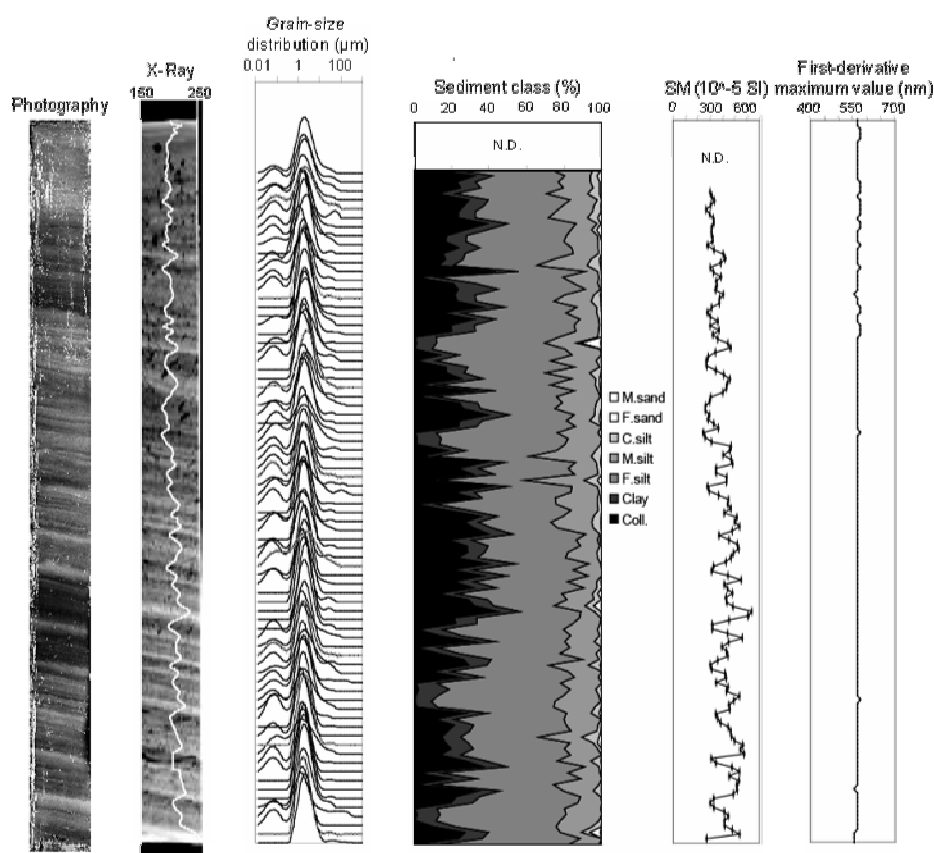 Grain-size
distribution (µm)
0.01 1 100
X-Ray
150 250
Photography
Sediment class (%)
0 20 40 60 80 100
N.D.
M.sand
F.sand
C.silt
M.silt
F.silt
Clay
Coll.
SM (10^-5 SI)
0 300 600
N.D.
First-derivative
maximum value (nm)
400 550 700